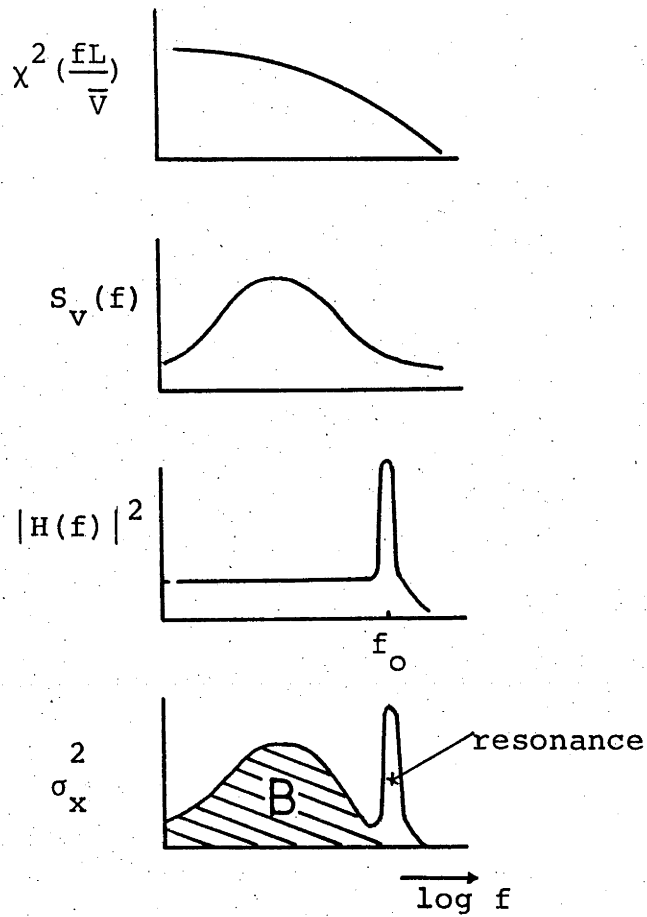 χ²(fL/V̄)
S_v(f)
|H(f)|²
f_o
σ_x²
B
resonance
log f